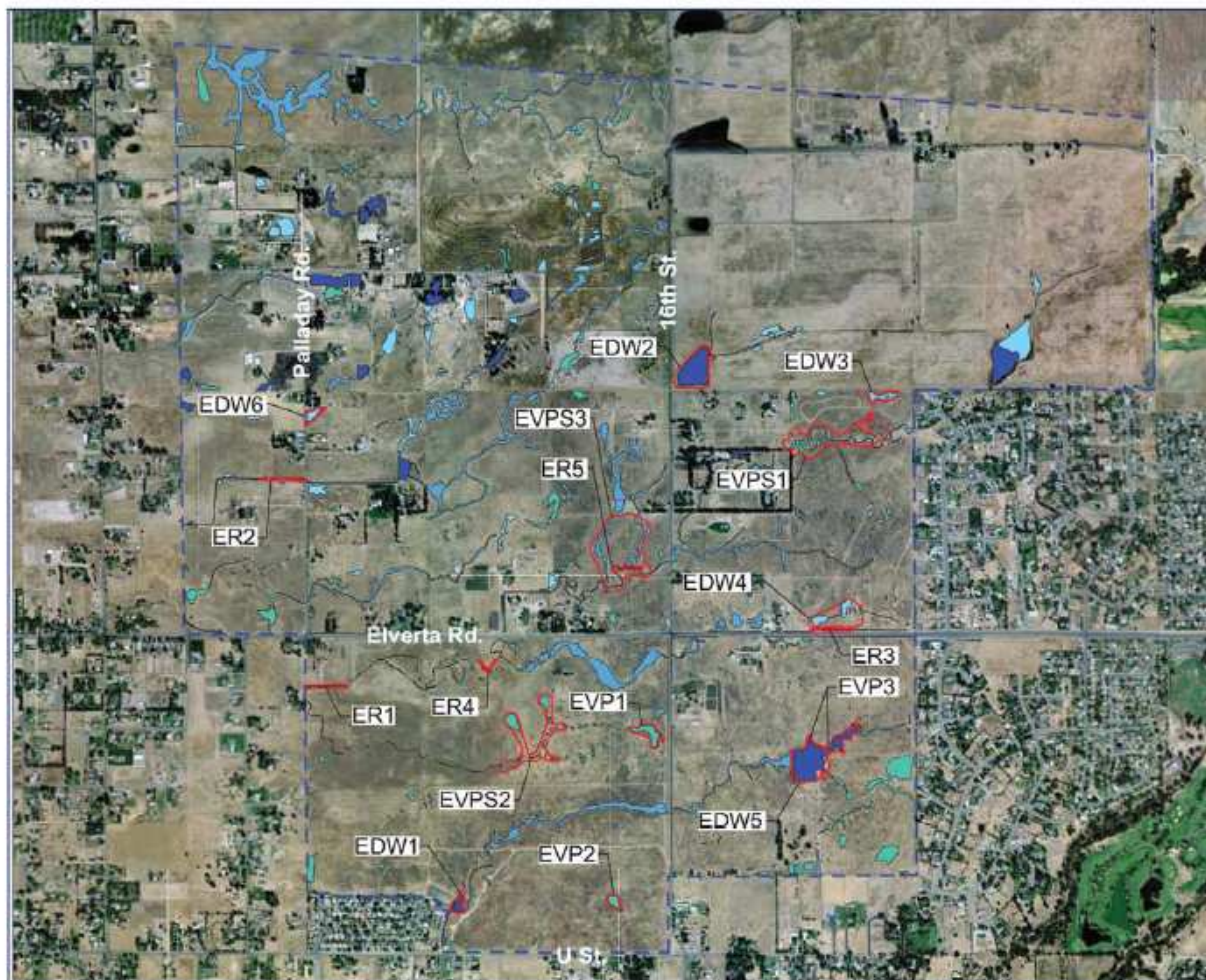 16th St.
Palladay Rd.
EDW2
EDW3
EDW6
EVPS3
ER5
EVPS1
ER2
EDW4
Elverta Rd.
ER3
EVP3
EVP1
ER1
ER4
EVPS2
EDW5
EDW1
EVP2
U St.